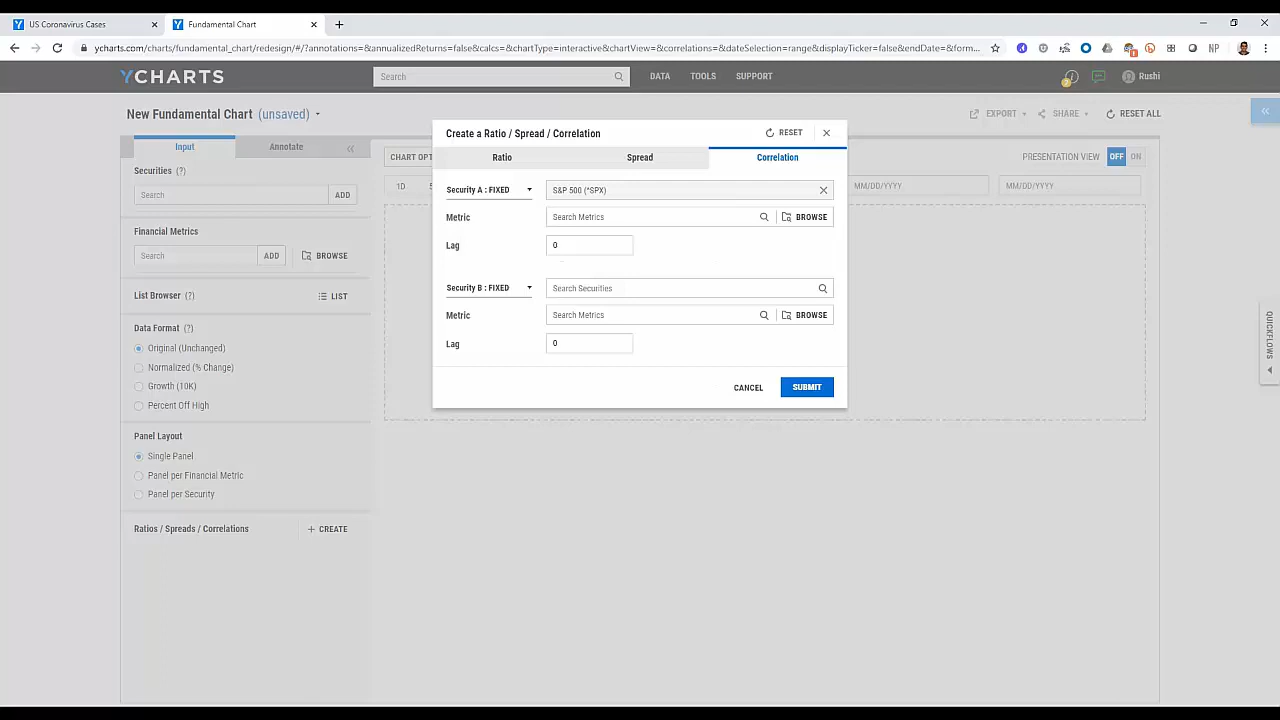 US Coronavirus Cases
Fundamental Chart
ycharts.com/charts/fundamental_chart/redesign/#/?annotations=&annualizedReturns=false&calcs=&chartType=interactive&chartView=&correlations=&dateSelection=range&displayTicker=false&endDate=&form...
NP
YCHARTS
Search
DATA
TOOLS
SUPPORT
2
Rushi
New Fundamental Chart (unsaved)
EXPORT
SHARE
RESET ALL
Input
Annotate
Securities (?)
Search
ADD
Financial Metrics
Search
ADD
BROWSE
List Browser (?)
LIST
Data Format (?)
Original (Unchanged)
Normalized (% Change)
Growth (10K)
Percent Off High
Panel Layout
Single Panel
Panel per Financial Metric
Panel per Security
Ratios / Spreads / Correlations
+ CREATE
CHART OPT
PRESENTATION VIEW
OFF
ON
1D
MM/DD/YYYY
MM/DD/YYYY
QUICKFLOWS
Create a Ratio / Spread / Correlation
RESET
Ratio
Spread
Correlation
Security A : FIXED
S&P 500 (^SPX)
Metric
Search Metrics
BROWSE
Lag
0
Security B : FIXED
Search Securities
Metric
Search Metrics
BROWSE
Lag
0
CANCEL
SUBMIT